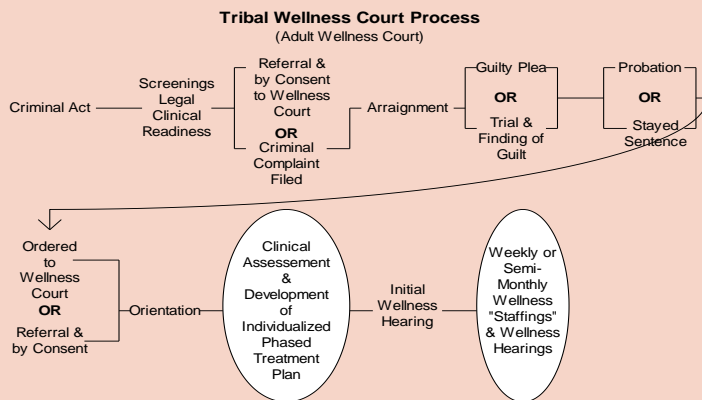 Tribal Wellness Court Process
(Adult Wellness Court)
Criminal Act
Screenings
Legal
Clinical
Readiness
Referral &
by Consent
to Wellness
Court
OR
Criminal
Complaint
Filed
Arraignment
Guilty Plea
OR
Trial &
Finding of
Guilt
Probation
OR
Stayed
Sentence
Ordered
to
Wellness
Court
OR
Referral &
by Consent
Orientation
Clinical
Assessement
&
Development
of
Individualized
Phased
Treatment
Plan
Initial
Wellness
Hearing
Weekly or
Semi-
Monthly
Wellness
"Staffings"
& Wellness
Hearings